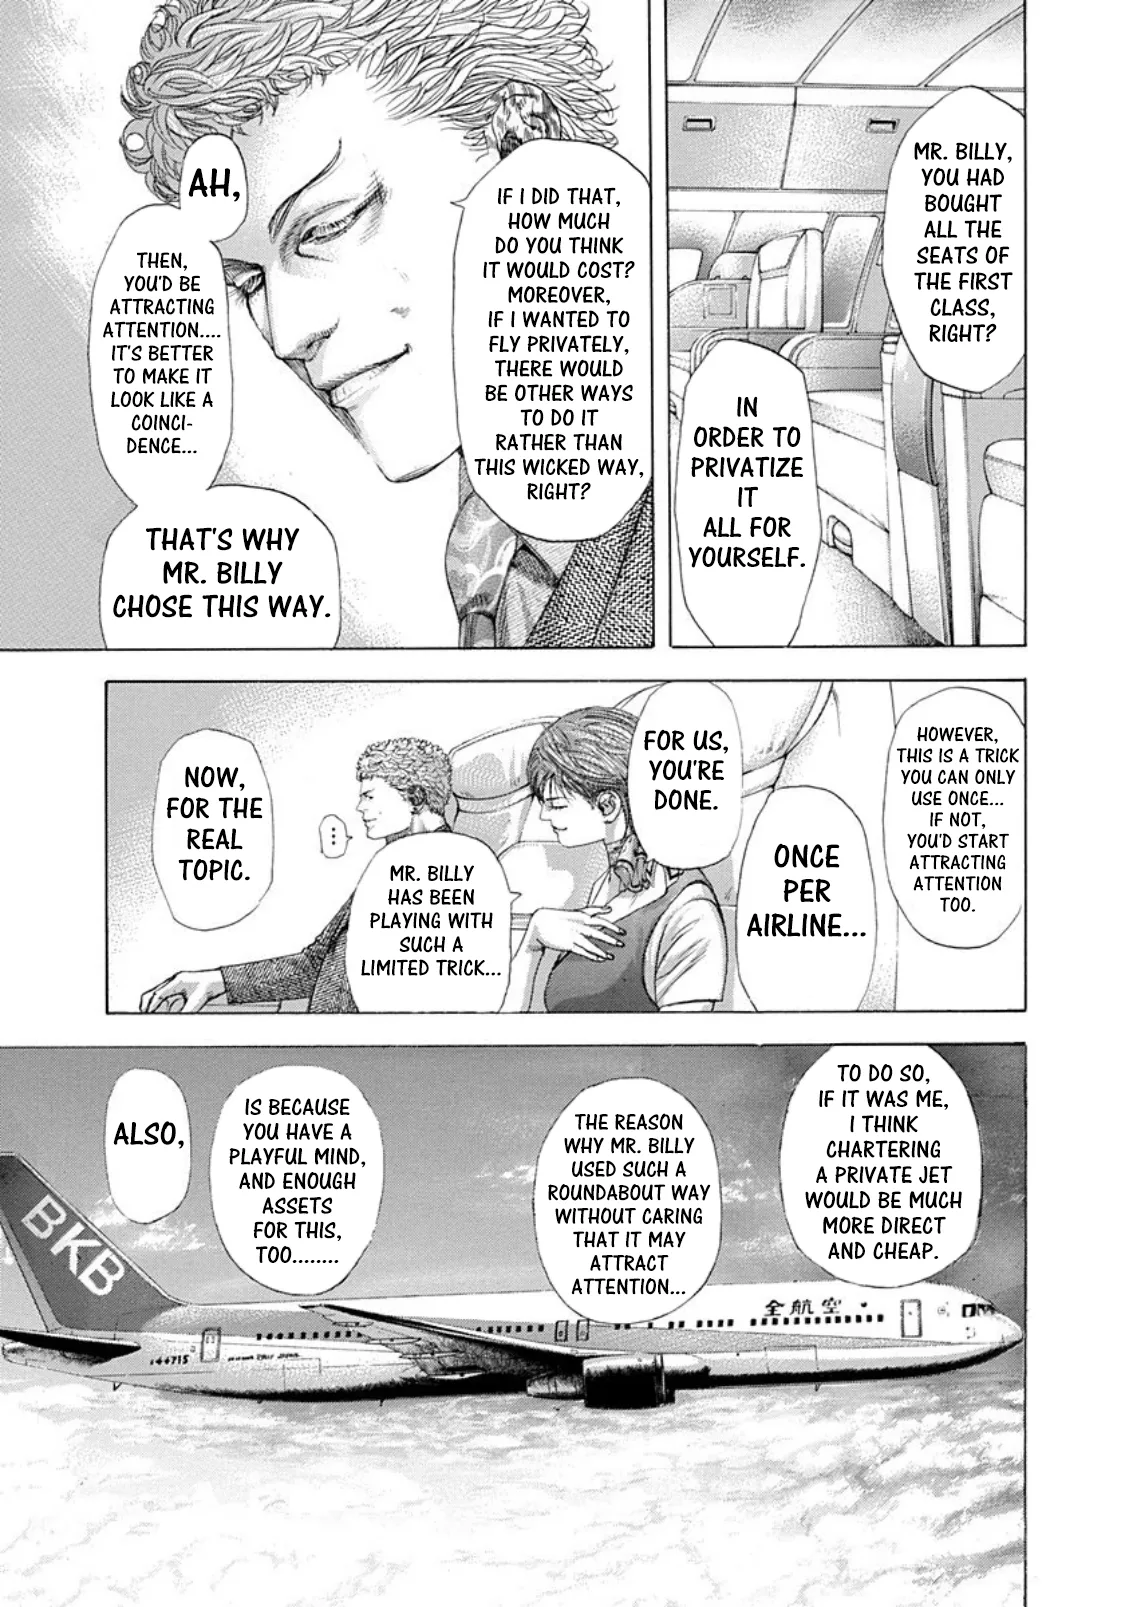 MR. BILLY,
YOU HAD
BOUGHT
ALL THE
SEATS OF
THE FIRST
CLASS,
RIGHT?
IN
ORDER TO
PRIVATIZE
IT
ALL FOR
YOURSELF.
IF I DID THAT,
HOW MUCH
DO YOU THINK
IT WOULD COST?
MOREOVER,
IF I WANTED TO
FLY PRIVATELY,
THERE WOULD
BE OTHER WAYS
TO DO IT
RATHER THAN
THIS WICKED WAY,
RIGHT?
AH,
THEN,
YOU'D BE
ATTRACTING
ATTENTION....
IT'S BETTER
TO MAKE IT
LOOK LIKE A
COINCI-
DENCE...
THAT'S WHY
MR. BILLY
CHOSE THIS WAY.
HOWEVER,
THIS IS A TRICK
YOU CAN ONLY
USE ONCE...
IF NOT,
YOU'D START
ATTRACTING
ATTENTION
TOO.
ONCE
PER
AIRLINE...
FOR US,
YOU'RE
DONE.
MR. BILLY
HAS BEEN
PLAYING WITH
SUCH A
LIMITED TRICK...
...
NOW,
FOR THE
REAL
TOPIC.
TO DO SO,
IF IT WAS ME,
I THINK
CHARTERING
A PRIVATE JET
WOULD BE MUCH
MORE DIRECT
AND CHEAP.
THE REASON
WHY MR. BILLY
USED SUCH A
ROUNDABOUT WAY
WITHOUT CARING
THAT IT MAY
ATTRACT
ATTENTION...
IS BECAUSE
YOU HAVE A
PLAYFUL MIND,
AND ENOUGH
ASSETS
FOR THIS,
TOO........
ALSO,
BKB
全航空
144715